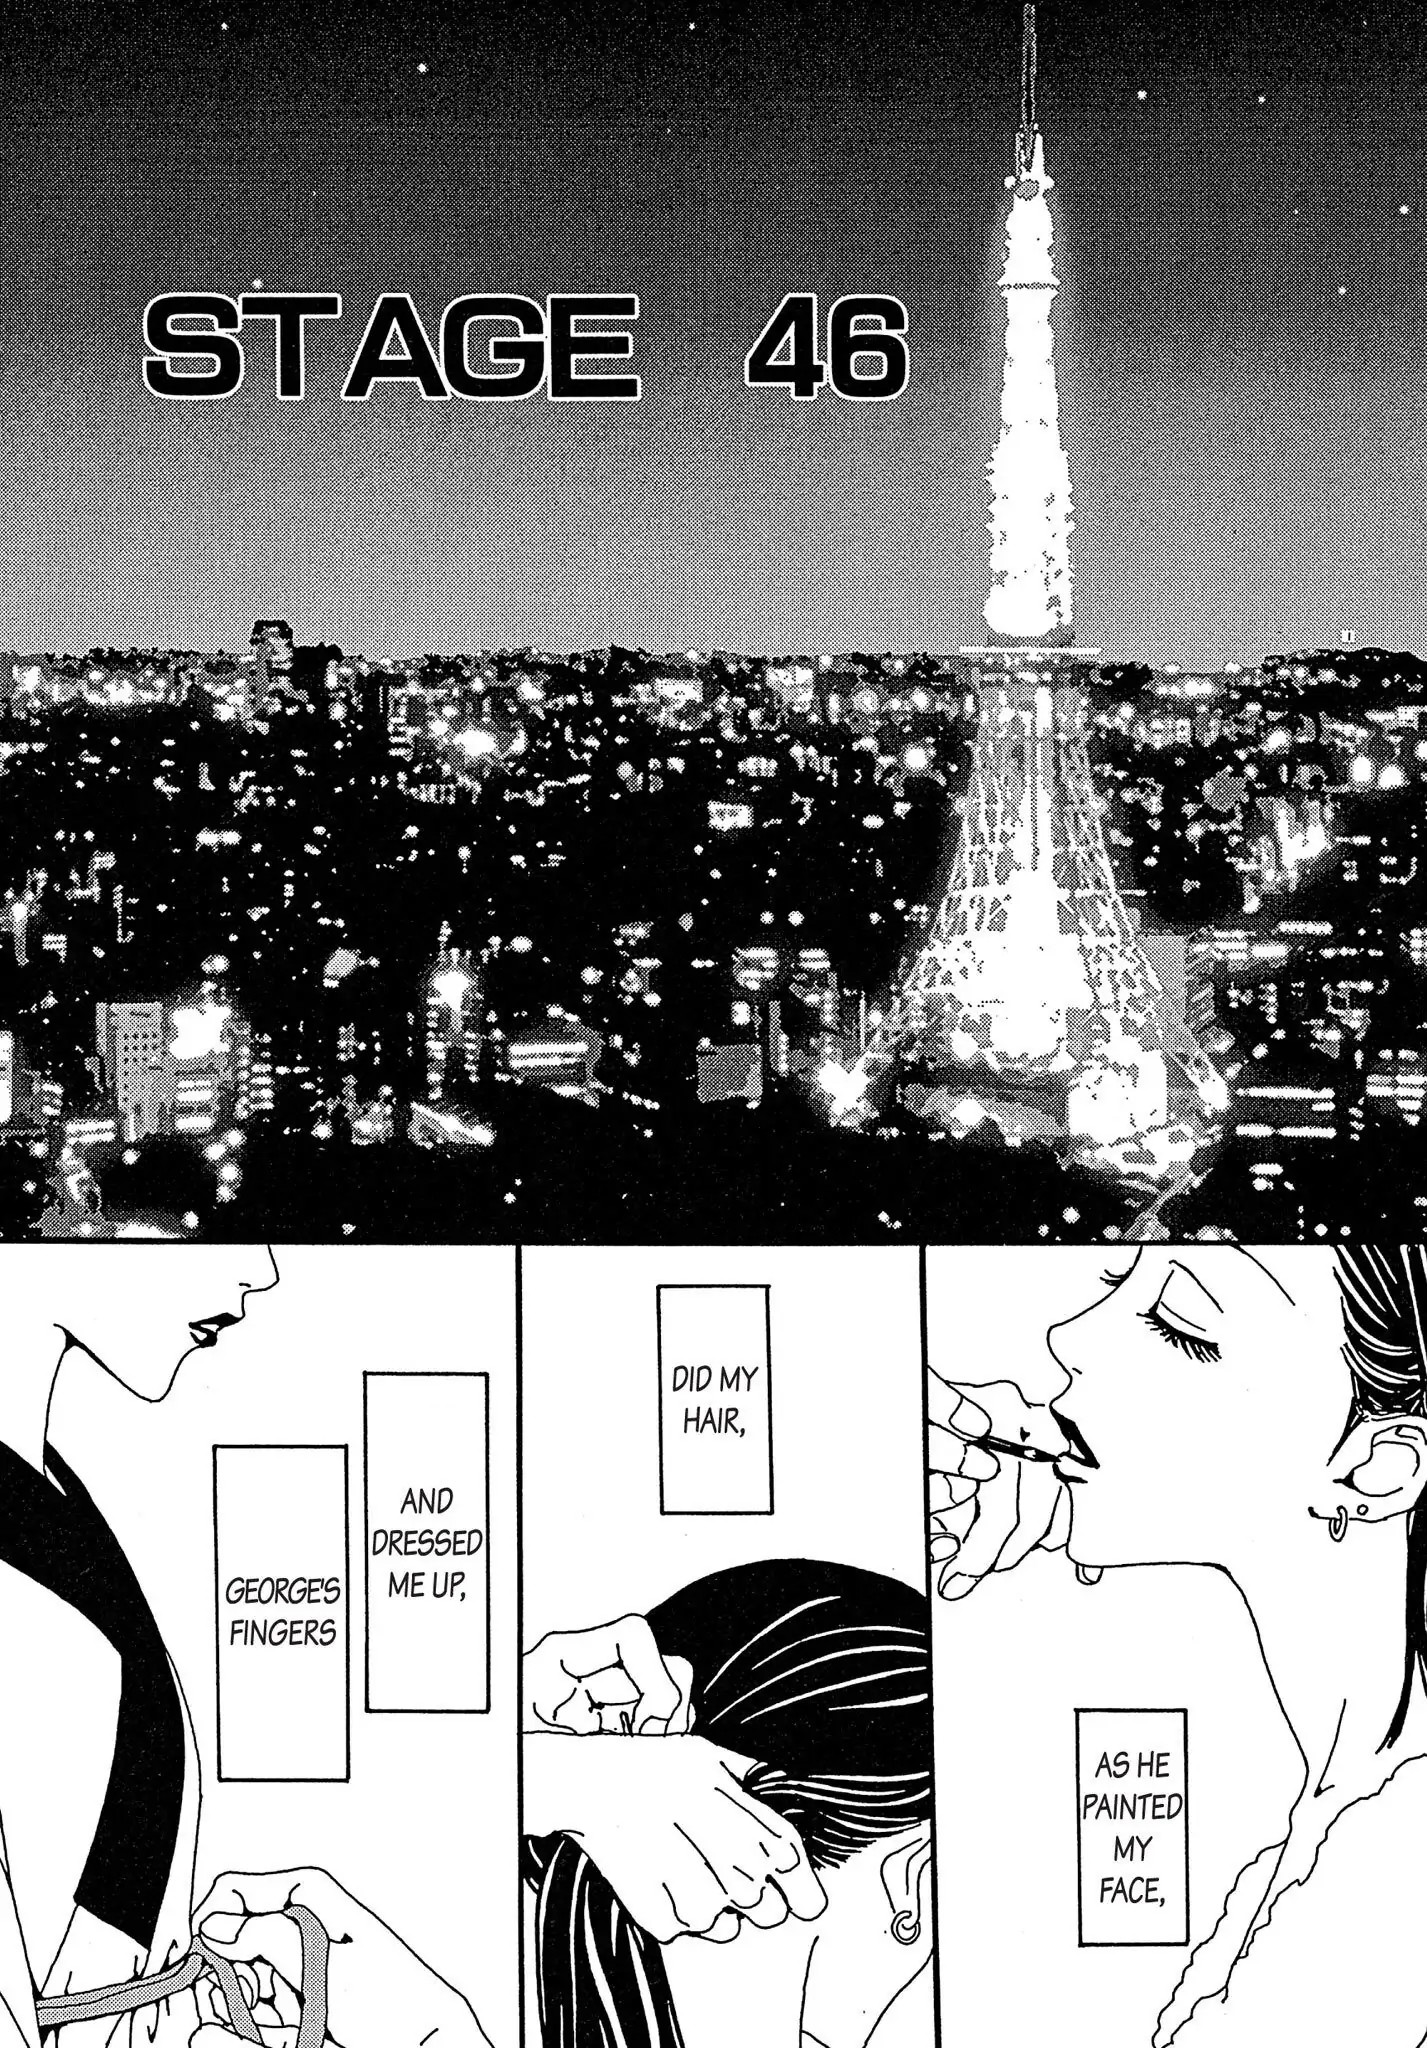 STAGE 46
AS HE
PAINTED
MY
FACE,
DID MY
HAIR,
AND
DRESSED
ME UP,
GEORGE'S
FINGERS